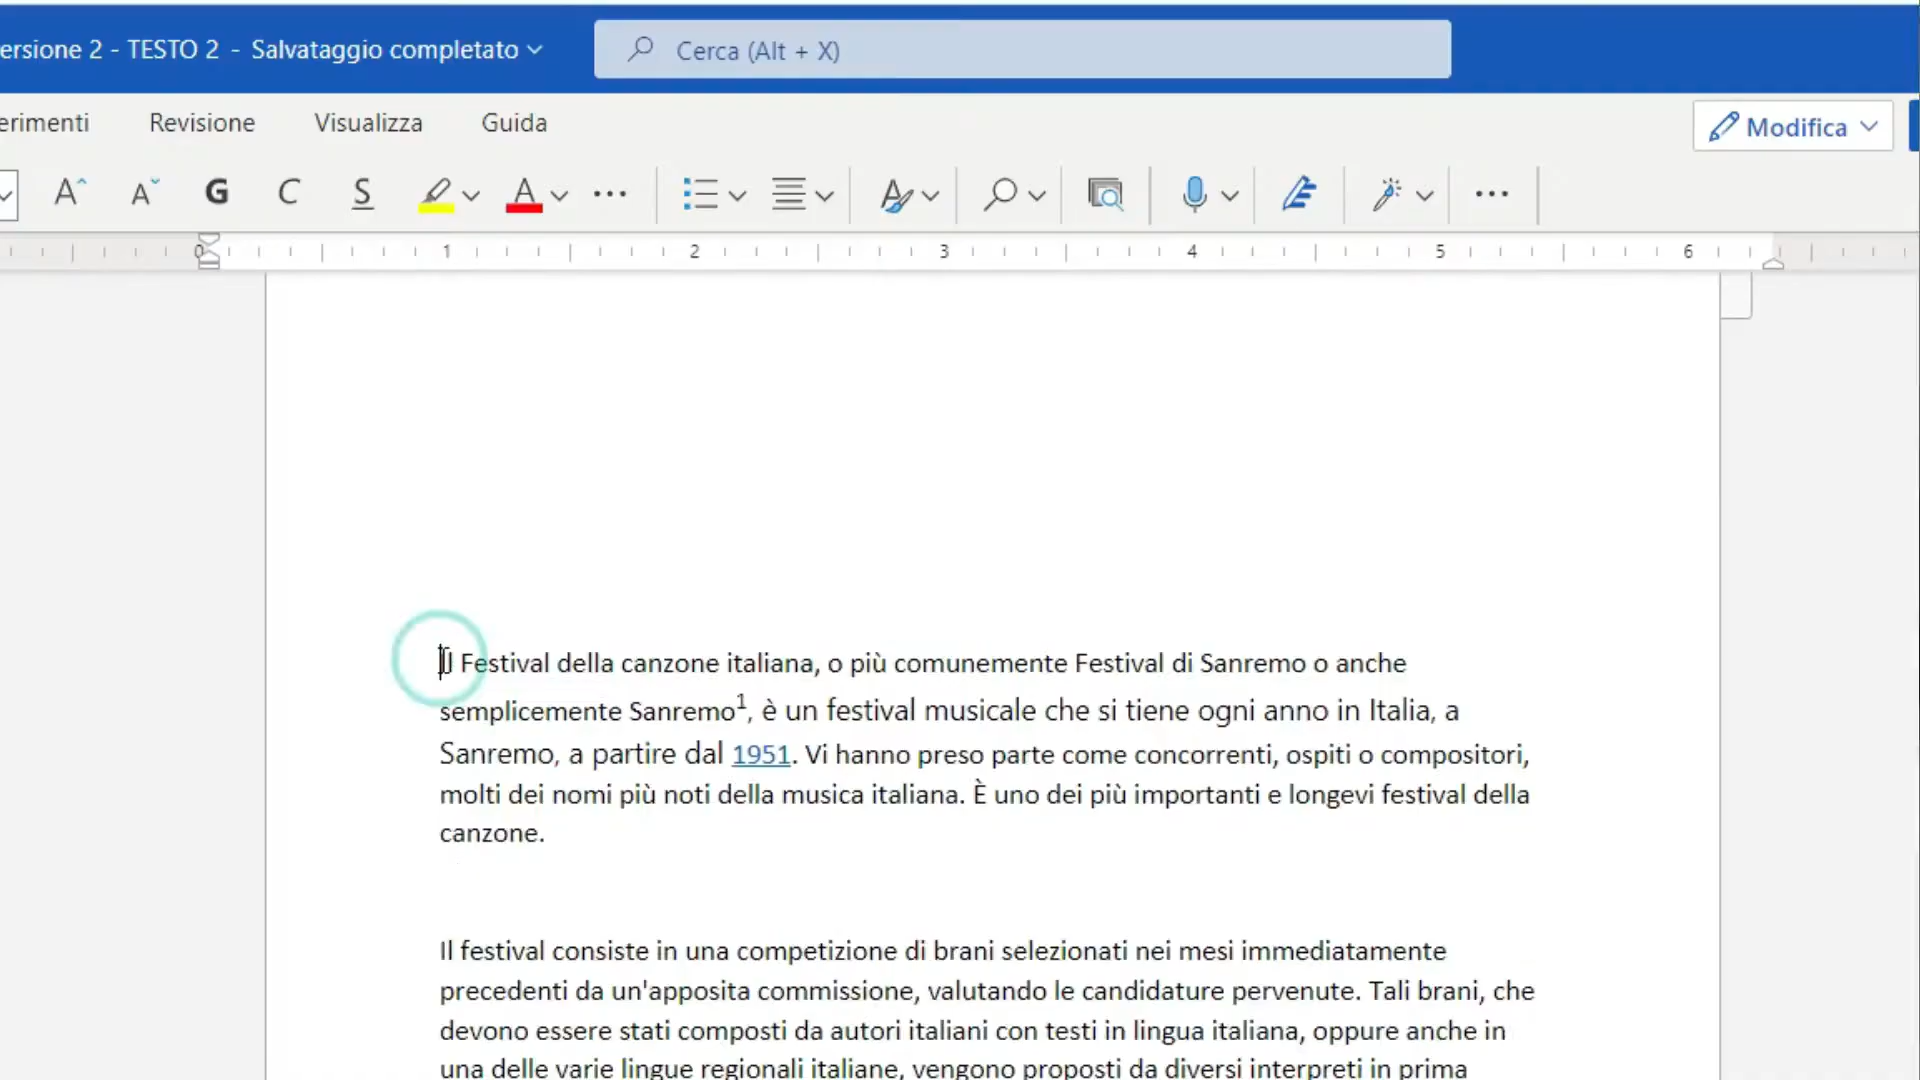 ersione 2 - TESTO 2 - Salvataggio completato
Cerca (Alt + X)
erimenti Revisione Visualizza Guida
Modifica
A A G C S A
0 1 2 3 4 5 6
Il Festival della canzone italiana, o più comunemente Festival di Sanremo o anche
semplicemente Sanremo1, è un festival musicale che si tiene ogni anno in Italia, a
Sanremo, a partire dal 1951. Vi hanno preso parte come concorrenti, ospiti o compositori,
molti dei nomi più noti della musica italiana. È uno dei più importanti e longevi festival della
canzone.
Il festival consiste in una competizione di brani selezionati nei mesi immediatamente
precedenti da un'apposita commissione, valutando le candidature pervenute. Tali brani, che
devono essere stati composti da autori italiani con testi in lingua italiana, oppure anche in
una delle varie lingue regionali italiane, vengono proposti da diversi interpreti in prima